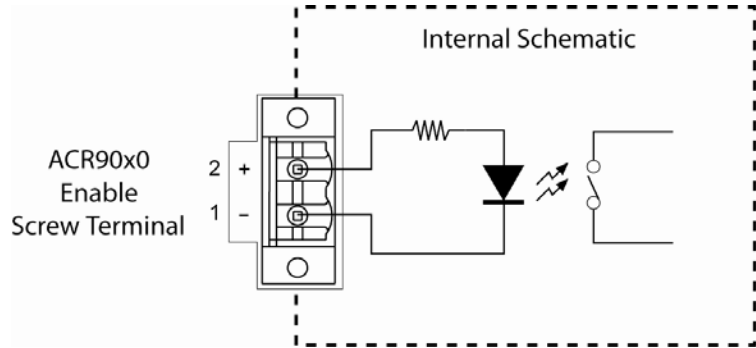 Internal Schematic
ACR90x0
Enable
Screw Terminal
2 +
1 −